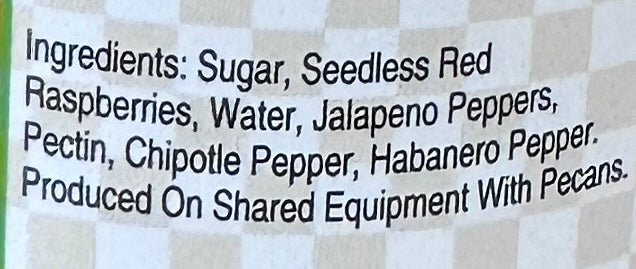 Ingredients: Sugar, Seedless Red
Raspberries, Water, Jalapeno Peppers,
Pectin, Chipotle Pepper, Habanero Pepper.
Produced On Shared Equipment With Pecans.